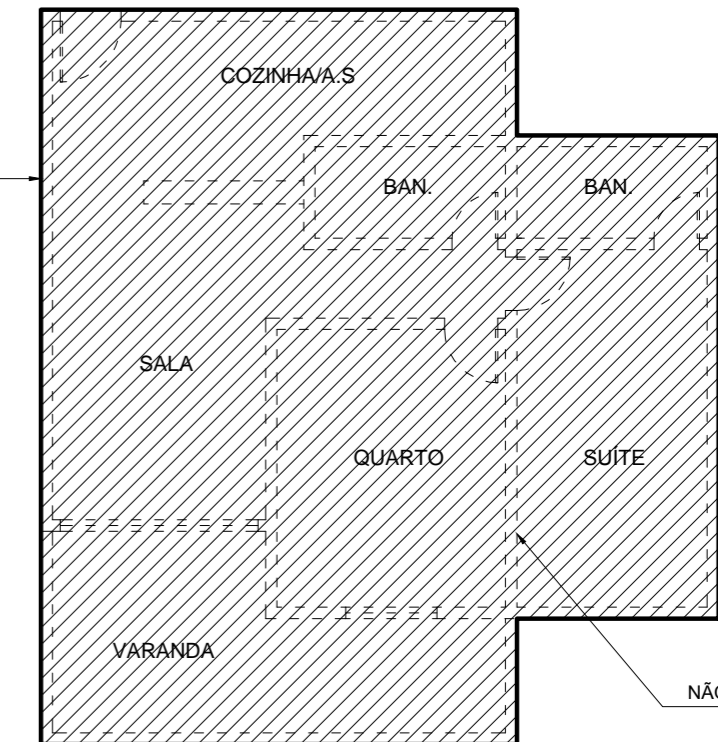 COZINHA/A.S
BAN.
BAN.
SALA
QUARTO
SUÍTE
VARANDA
NÃO